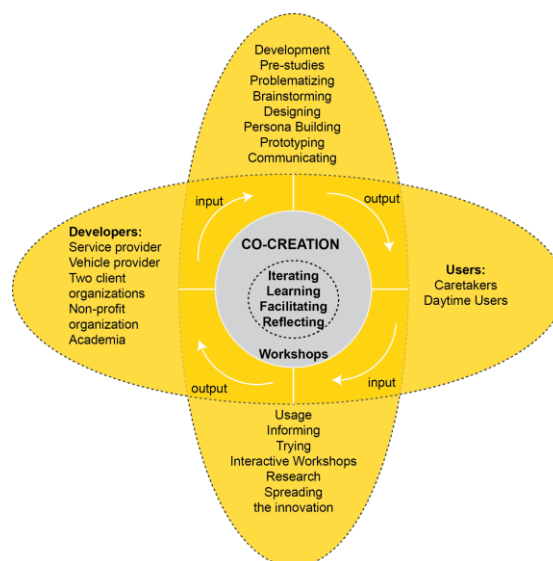 Development
Pre-studies
Problematizing
Brainstorming
Designing
Persona Building
Prototyping
Communicating
input
output
Developers:
Service provider
Vehicle provider
Two client
organizations
Non-profit
organization
Academia
CO-CREATION
Iterating
Learning
Facilitating
Reflecting
Workshops
Users:
Caretakers
Daytime Users
output
input
Usage
Informing
Trying
Interactive Workshops
Research
Spreading
the innovation